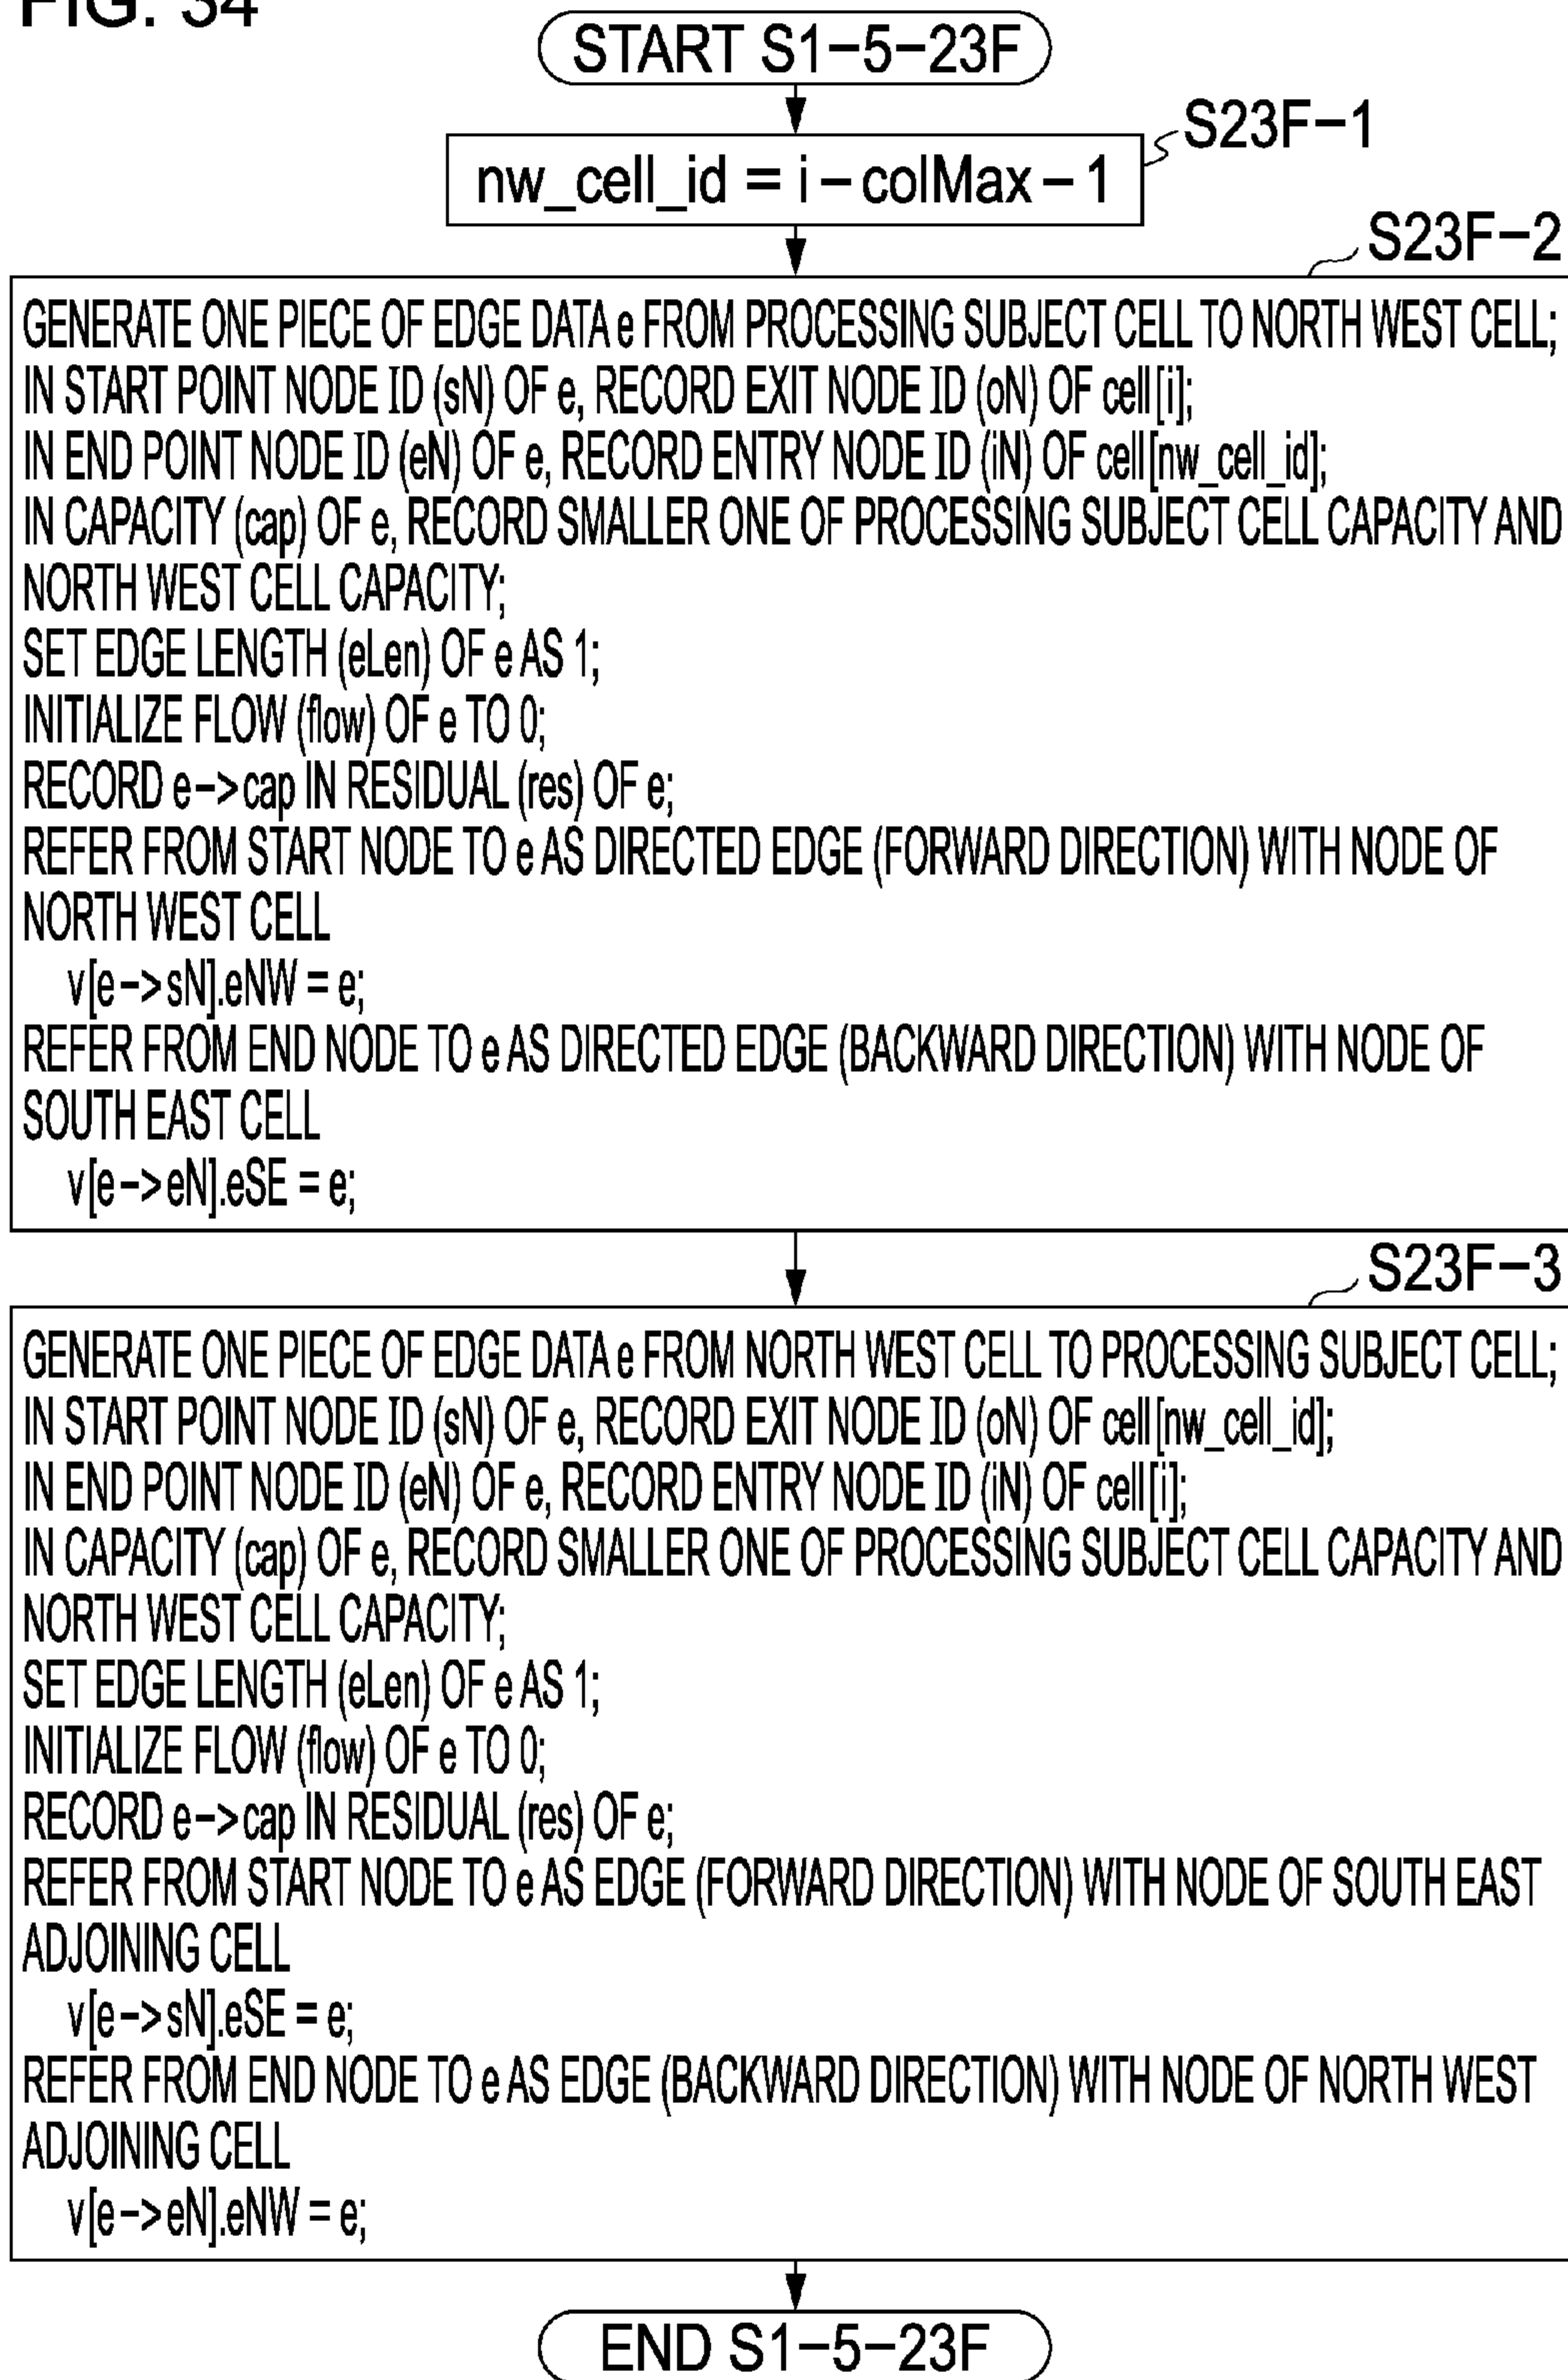 FIG. 34
START S1-5-23F
S23F-1
nw_cell_id = i-colMax-1
S23F-2
GENERATE ONE PIECE OF EDGE DATA e FROM PROCESSING SUBJECT CELL TO NORTH WEST CELL;
IN START POINT NODE ID (sN) OF e, RECORD EXIT NODE ID (oN) OF cell[i];
IN END POINT NODE ID (eN) OF e, RECORD ENTRY NODE ID (iN) OF cell[nw_cell_id];
IN CAPACITY (cap) OF e, RECORD SMALLER ONE OF PROCESSING SUBJECT CELL CAPACITY AND
NORTH WEST CELL CAPACITY;
SET EDGE LENGTH (eLen) OF e AS 1;
INITIALIZE FLOW (flow) OF e TO 0;
RECORD e->cap IN RESIDUAL (res) OF e;
REFER FROM START NODE TO e AS DIRECTED EDGE (FORWARD DIRECTION) WITH NODE OF
NORTH WEST CELL
v[e->sN].eNW = e;
REFER FROM END NODE TO e AS DIRECTED EDGE (BACKWARD DIRECTION) WITH NODE OF
SOUTH EAST CELL
v[e->eN].eSE = e;
S23F-3
GENERATE ONE PIECE OF EDGE DATA e FROM NORTH WEST CELL TO PROCESSING SUBJECT CELL;
IN START POINT NODE ID (sN) OF e, RECORD EXIT NODE ID (oN) OF cell[nw_cell_id];
IN END POINT NODE ID (eN) OF e, RECORD ENTRY NODE ID (iN) OF cell[i];
IN CAPACITY (cap) OF e, RECORD SMALLER ONE OF PROCESSING SUBJECT CELL CAPACITY AND
NORTH WEST CELL CAPACITY;
SET EDGE LENGTH (eLen) OF e AS 1;
INITIALIZE FLOW (flow) OF e TO 0;
RECORD e->cap IN RESIDUAL (res) OF e;
REFER FROM START NODE TO e AS EDGE (FORWARD DIRECTION) WITH NODE OF SOUTH EAST
ADJOINING CELL
v[e->sN].eSE = e;
REFER FROM END NODE TO e AS EDGE (BACKWARD DIRECTION) WITH NODE OF NORTH WEST
ADJOINING CELL
v[e->eN].eNW = e;
END S1-5-23F